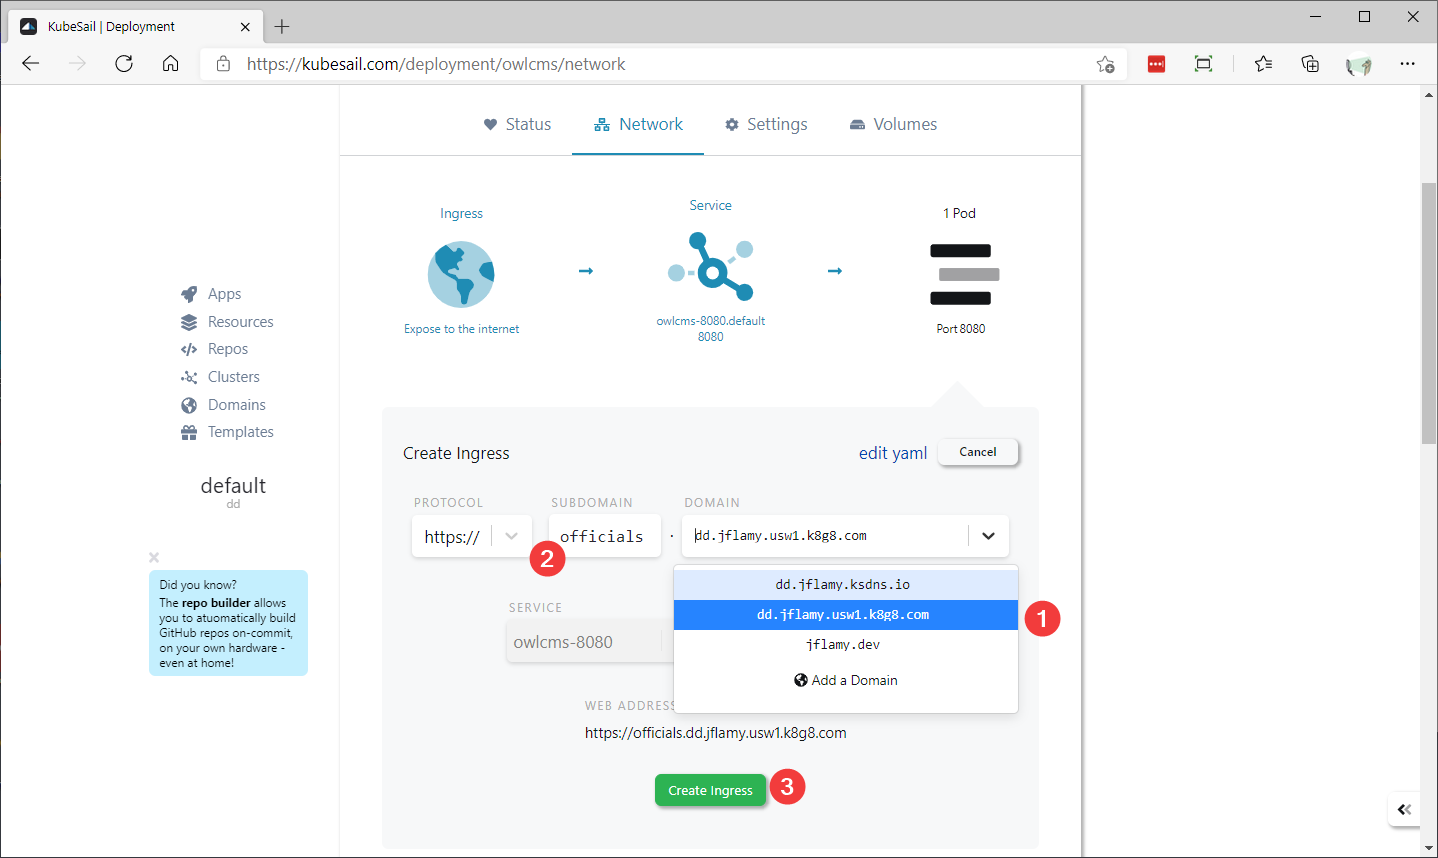 KubeSail | Deployment
https://kubesail.com/deployment/owlcms/network
Status
Network
Settings
Volumes
Ingress
Service
1 Pod
Expose to the internet
owlcms-8080.default
8080
Port 8080
Apps
Resources
Repos
Clusters
Domains
Templates
default
dd
Did you know?
The repo builder allows
you to atuomatically build
GitHub repos on-commit,
on your own hardware -
even at home!
Create Ingress
edit yaml
Cancel
PROTOCOL
SUBDOMAIN
DOMAIN
https://
officials
.
dd.jflamy.usw1.k8g8.com
2
dd.jflamy.ksdns.io
dd.jflamy.usw1.k8g8.com
1
jflamy.dev
Add a Domain
SERVICE
owlcms-8080
WEB ADDRESS
https://officials.dd.jflamy.usw1.k8g8.com
Create Ingress
3